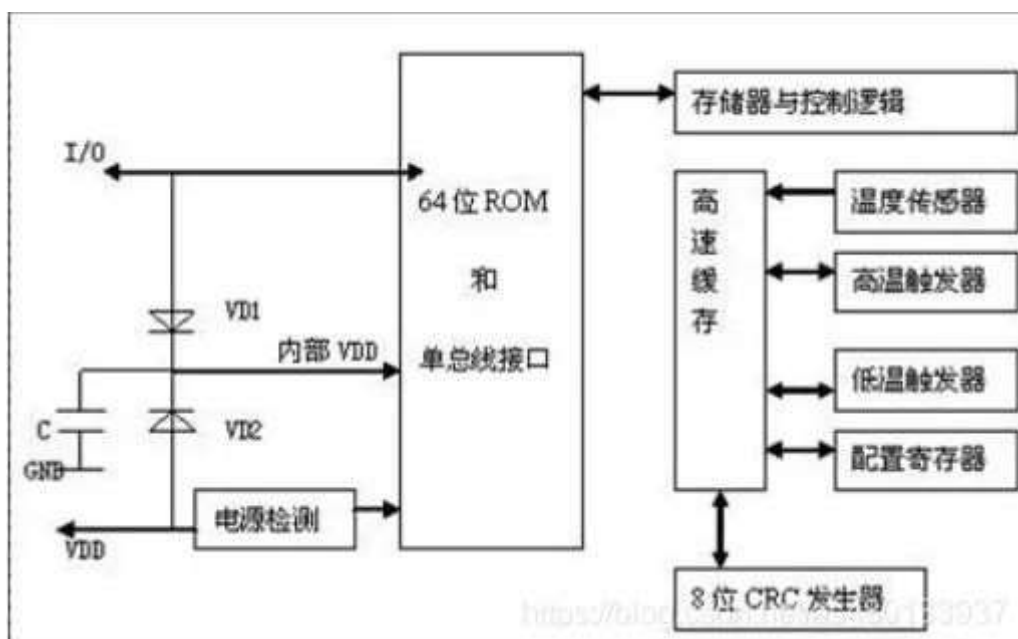 存储器与控制逻辑
I/O
64位ROM
和
单总线接口
高速缓存
温度传感器
高温触发器
低温触发器
配置寄存器
VD1
内部 VDD
VD2
C
GND
VDD
电源检测
8位 CRC 发生器